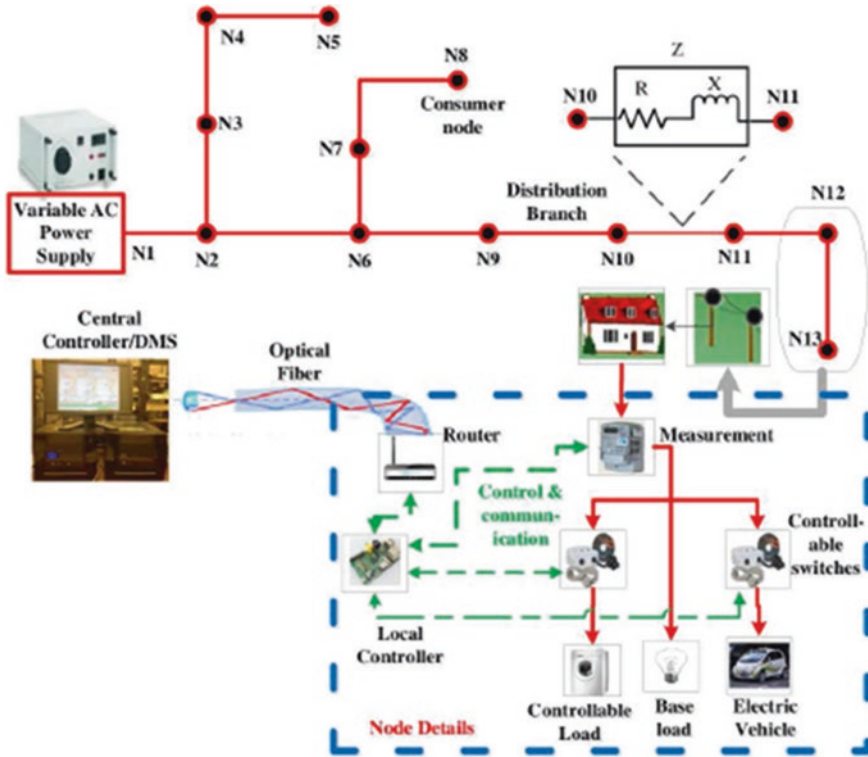 N4
N5
N8
Consumer
node
N3
N7
Z
R
X
N10
N11
Variable AC
Power
Supply
N1
N2
N6
N9
Distribution
Branch
N10
N11
N12
N13
Central
Controller/DMS
Optical
Fiber
Router
Measurement
Control &
commun-
ication
Controll-
able
switches
Local
Controller
Node Details
Controllable
Load
Base
load
Electric
Vehicle